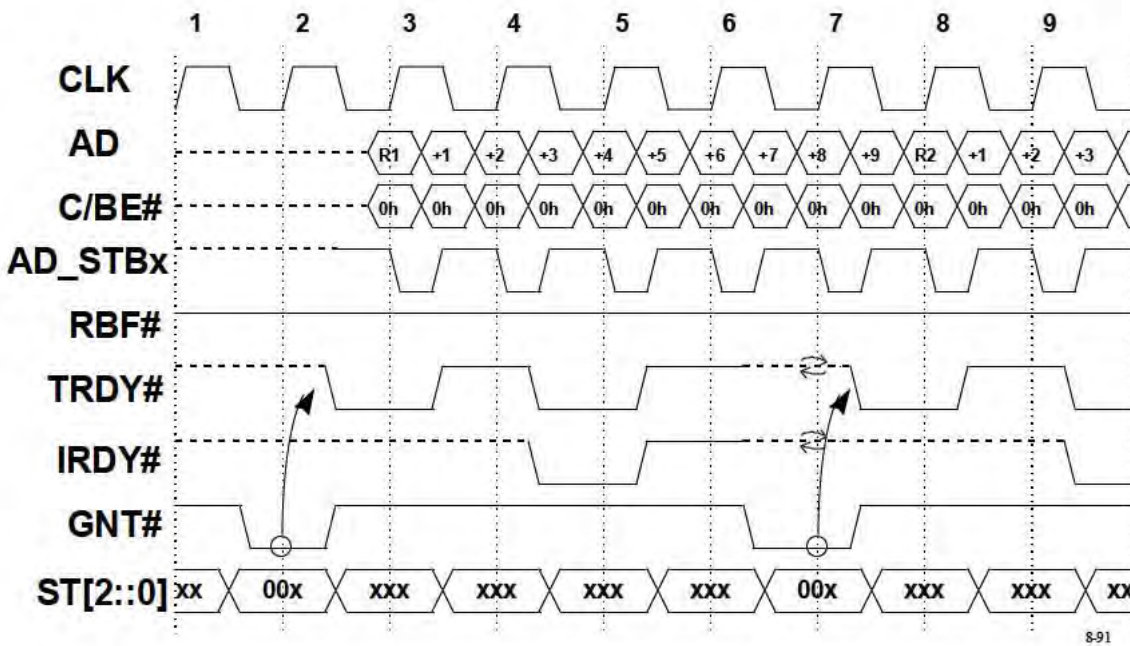 1 2 3 4 5 6 7 8 9
CLK
AD R1 +1 +2 +3 +4 +5 +6 +7 +8 +9 R2 +1 +2 +3
C/BE# 0h 0h 0h 0h 0h 0h 0h 0h 0h 0h 0h 0h 0h 0h
AD_STBx
RBF#
TRDY#
IRDY#
GNT#
ST[2::0] xx 00x xxx xxx xxx xxx 00x xxx xxx xx
8-91